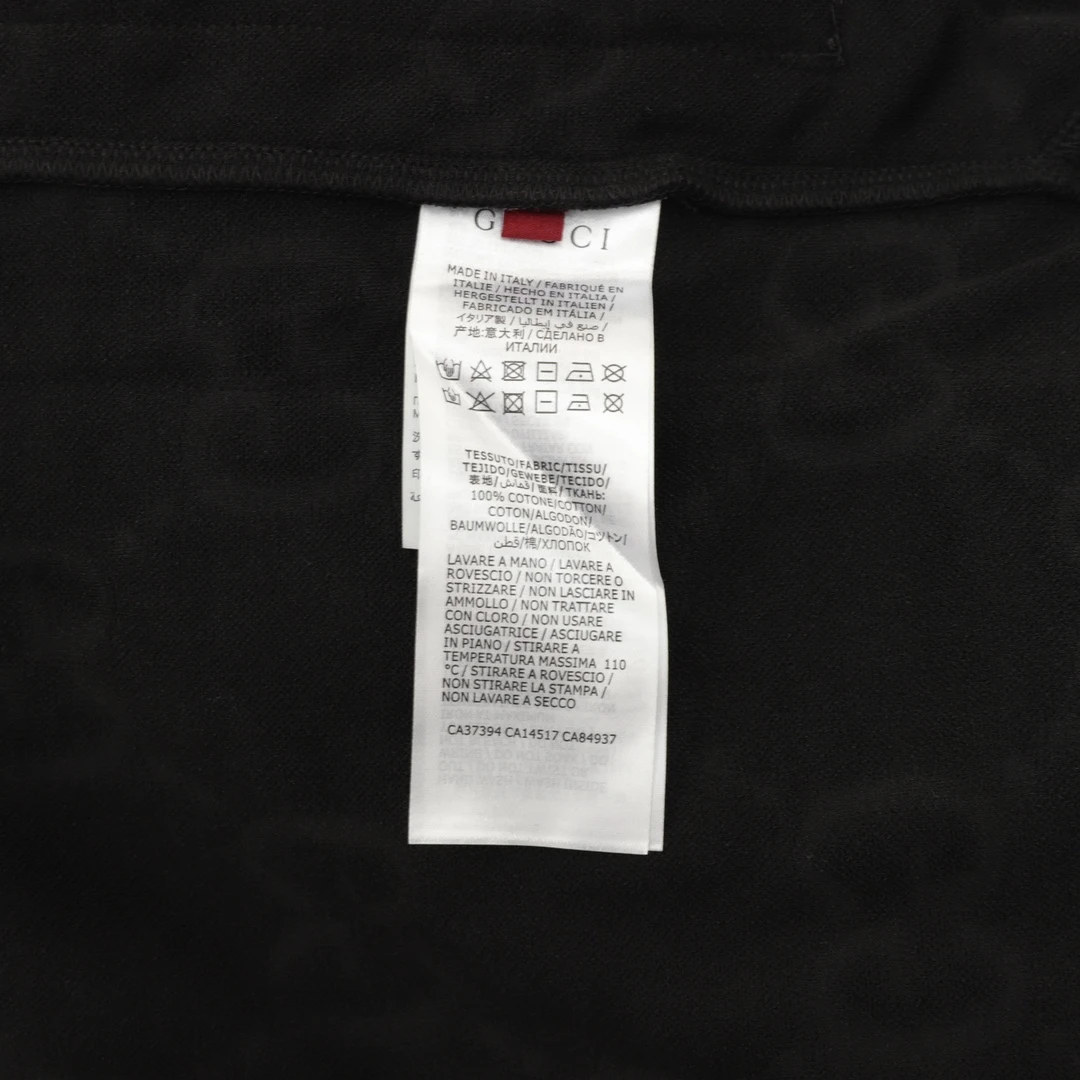 G CCI
MADE IN ITALY / FABRIQUÉ EN
ITALIE / HECHO EN ITALIA /
HERGESTELLT IN ITALIEN /
FABRICADO EM ITÁLIA /
イタリア製 / صنع في إيطاليا /
产地:意大利 / СДЕЛАНО В
ИТАЛИИ
TESSUTO/FABRIC/TISSU/
TEJIDO/GEWEBE/TECIDO/
表地/قماش/面料/ТКАНЬ:
100% COTONE/COTTON/
COTON/ALGODON/
BAUMWOLLE/ALGODÃO/コットン/
قطن/棉/ХЛОПОК
LAVARE A MANO / LAVARE A
ROVESCIO / NON TORCERE O
STRIZZARE / NON LASCIARE IN
AMMOLLO / NON TRATTARE
CON CLORO / NON USARE
ASCIUGATRICE / ASCIUGARE
IN PIANO / STIRARE A
TEMPERATURA MASSIMA 110
°C / STIRARE A ROVESCIO /
NON STIRARE LA STAMPA /
NON LAVARE A SECCO
CA37394 CA14517 CA84937